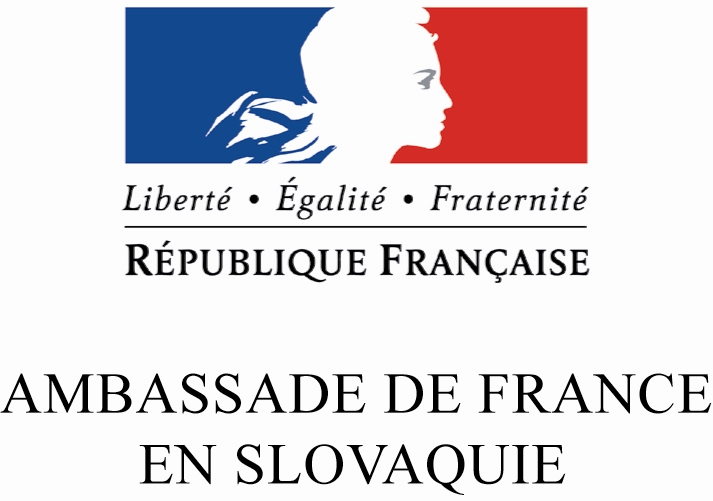 Liberté • Égalité • Fraternité
RÉPUBLIQUE FRANÇAISE
AMBASSADE DE FRANCE
EN SLOVAQUIE